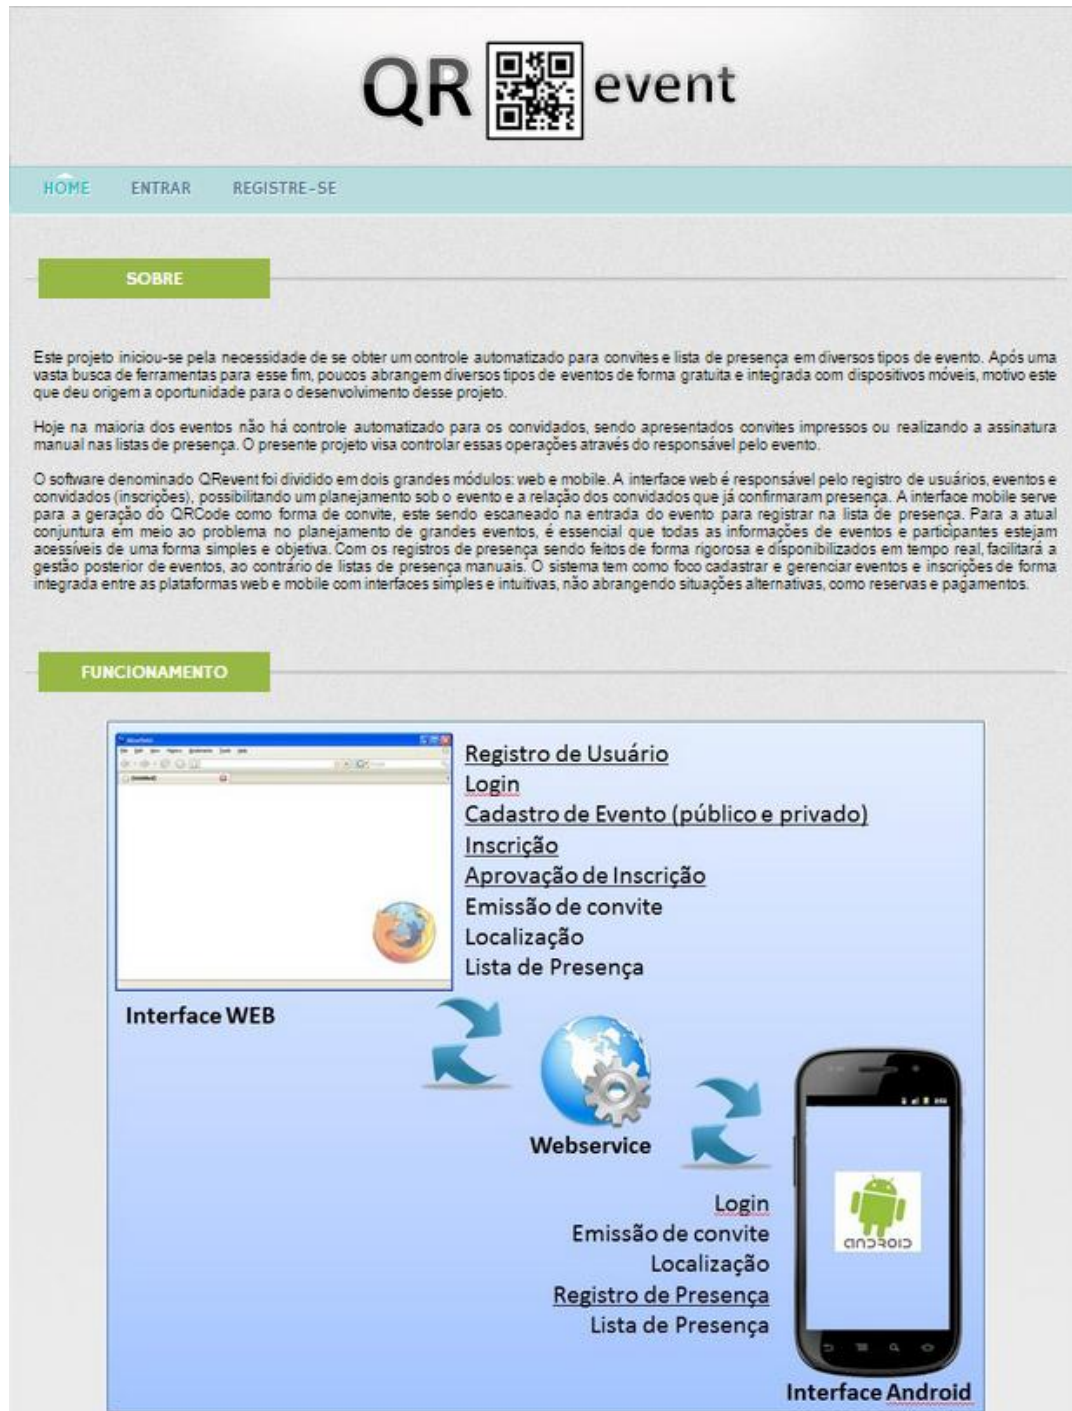 QR event
HOME ENTRAR REGISTRE-SE
SOBRE
Este projeto iniciou-se pela necessidade de se obter um controle automatizado para convites e lista de presença em diversos tipos de evento. Após uma
vasta busca de ferramentas para esse fim, poucos abrangem diversos tipos de eventos de forma gratuita e integrada com dispositivos móveis, motivo este
que deu origem a oportunidade para o desenvolvimento desse projeto.
Hoje na maioria dos eventos não há controle automatizado para os convidados, sendo apresentados convites impressos ou realizando a assinatura
manual nas listas de presença. O presente projeto visa controlar essas operações através do responsável pelo evento.
O software denominado QRevent foi dividido em dois grandes módulos: web e mobile. A interface web é responsável pelo registro de usuários, eventos e
convidados (inscrições), possibilitando um planejamento sob o evento e a relação dos convidados que já confirmaram presença. A interface mobile serve
para a geração do QRCode como forma de convite, este sendo escaneado na entrada do evento para registrar na lista de presença. Para a atual
conjuntura em meio ao problema no planejamento de grandes eventos, é essencial que todas as informações de eventos e participantes estejam
acessíveis de uma forma simples e objetiva. Com os registros de presença sendo feitos de forma rigorosa e disponibilizados em tempo real, facilitará a
gestão posterior de eventos, ao contrário de listas de presença manuais. O sistema tem como foco cadastrar e gerenciar eventos e inscrições de forma
integrada entre as plataformas web e mobile com interfaces simples e intuitivas, não abrangendo situações alternativas, como reservas e pagamentos.
FUNCIONAMENTO
Registro de Usuário
Login
Cadastro de Evento (público e privado)
Inscrição
Aprovação de Inscrição
Emissão de convite
Localização
Lista de Presença
Interface WEB
Webservice
Login
Emissão de convite
Localização
Registro de Presença
Lista de Presença
ANDROID
Interface Android